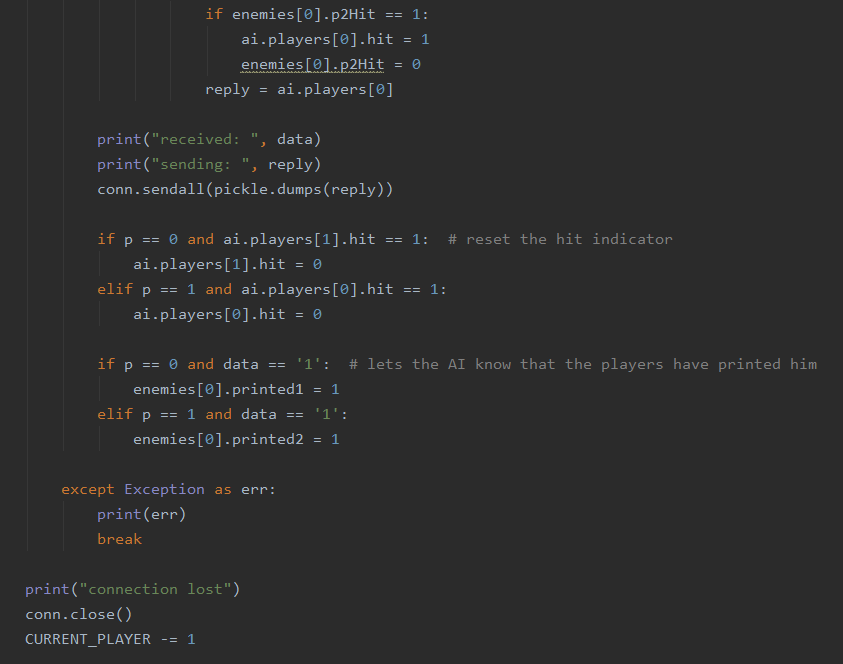 if enemies[0].p2Hit == 1:
ai.players[0].hit = 1
enemies[0].p2Hit = 0
reply = ai.players[0]
print("received: ", data)
print("sending: ", reply)
conn.sendall(pickle.dumps(reply))
if p == 0 and ai.players[1].hit == 1:  # reset the hit indicator
ai.players[1].hit = 0
elif p == 1 and ai.players[0].hit == 1:
ai.players[0].hit = 0
if p == 0 and data == '1':  # lets the AI know that the players have printed him
enemies[0].printed1 = 1
elif p == 1 and data == '1':
enemies[0].printed2 = 1
except Exception as err:
print(err)
break
print("connection lost")
conn.close()
CURRENT_PLAYER -= 1